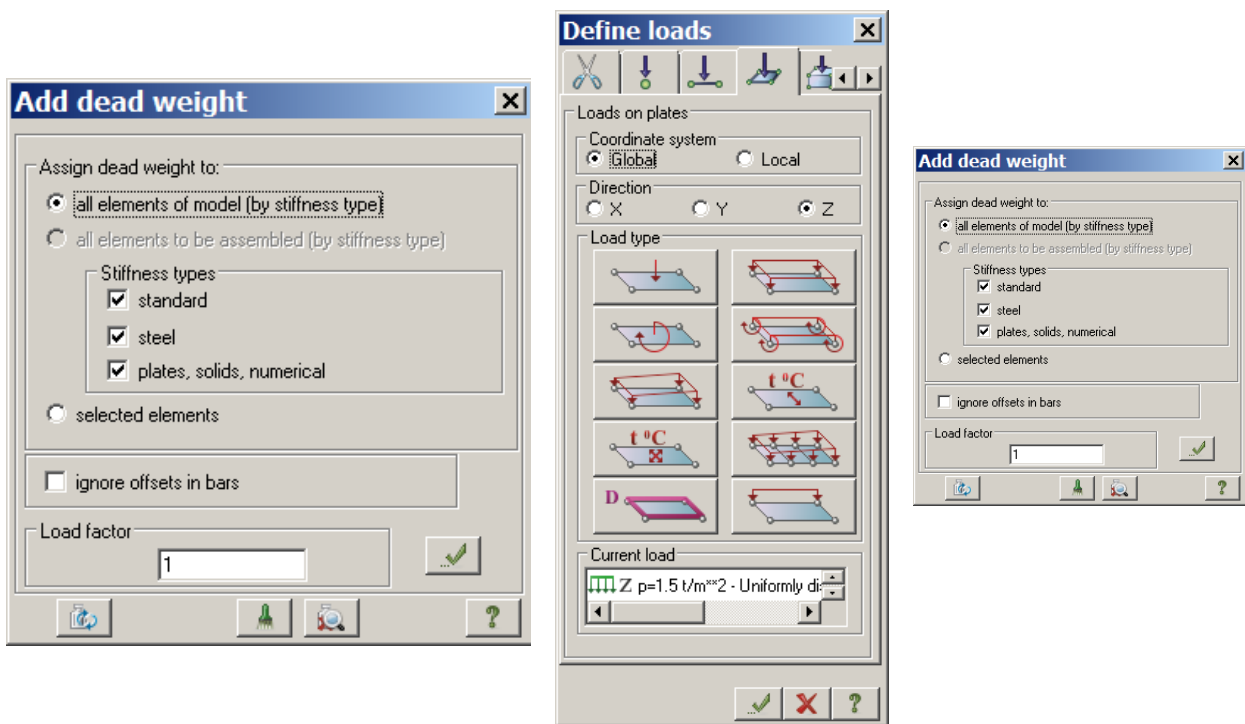 Add dead weight
Assign dead weight to:
all elements of model (by stiffness type)
all elements to be assembled (by stiffness type)
Stiffness types
standard
steel
plates, solids, numerical
selected elements
ignore offsets in bars
Load factor
1
?
Define loads
Loads on plates
Coordinate system
Global Local
Direction
X Y Z
Load type
t °C
t °C
D
Current load
Z p=1.5 t/m**2 - Uniformly di
?
Add dead weight
Assign dead weight to:
all elements of model (by stiffness type)
all elements to be assembled (by stiffness type)
Stiffness types
standard
steel
plates, solids, numerical
selected elements
ignore offsets in bars
Load factor
1
?